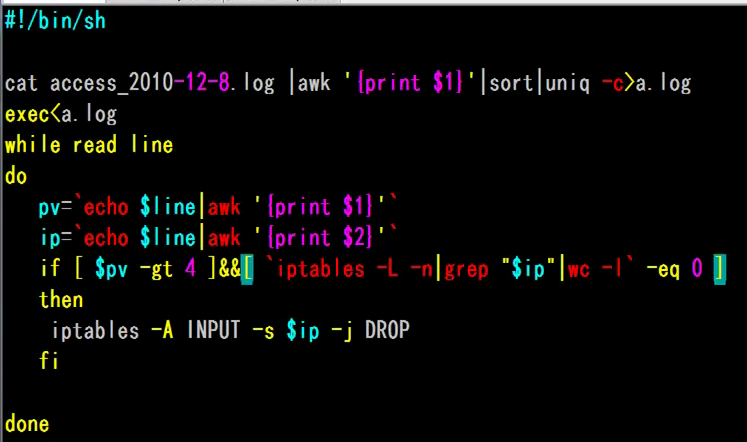 #!/bin/sh
cat access_2010-12-8.log |awk '{print $1}'|sort|uniq -c>a.log
exec<a.log
while read line
do
pv=`echo $line|awk '{print $1}'`
ip=`echo $line|awk '{print $2}'`
if [ $pv -gt 4 ]&&[ `iptables -L -n|grep "$ip"|wc -l` -eq 0 ]
then
iptables -A INPUT -s $ip -j DROP
fi
done